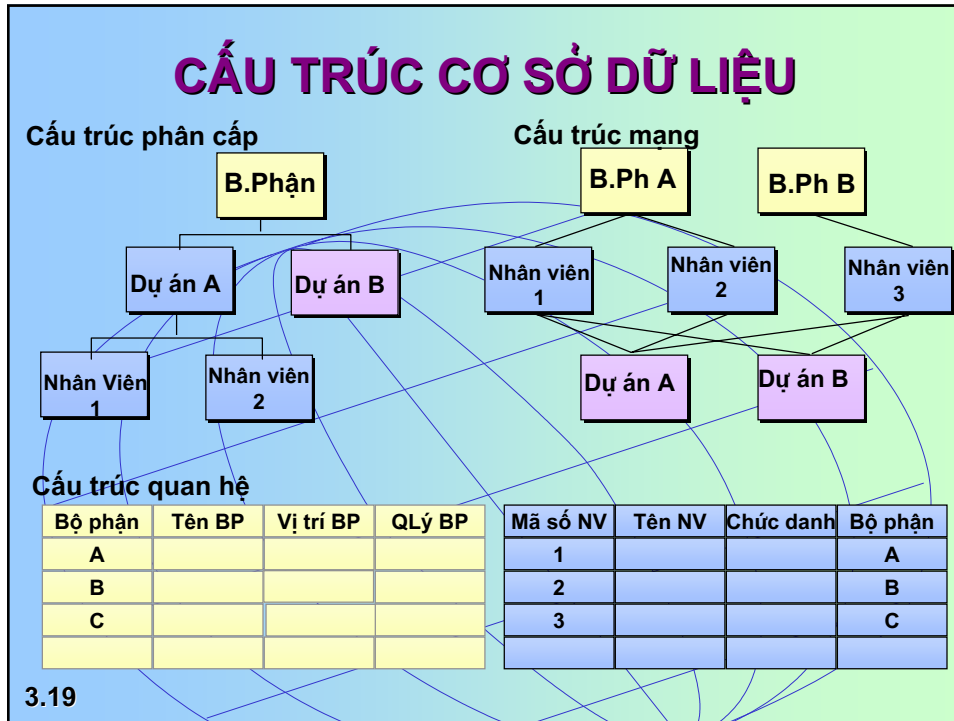 CẤU TRÚC CƠ SỞ DỮ LIỆU
Cấu trúc phân cấp
B.Phận
Dự án A
Dự án B
Nhân Viên
1
Nhân viên
2
Cấu trúc mạng
B.Ph A
B.Ph B
Nhân viên
1
Nhân viên
2
Nhân viên
3
Dự án A
Dự án B
Cấu trúc quan hệ
Bộ phận Tên BP Vị trí BP QLý BP
A
B
C
Mã số NV Tên NV Chức danh Bộ phận
1 A
2 B
3 C
3.19